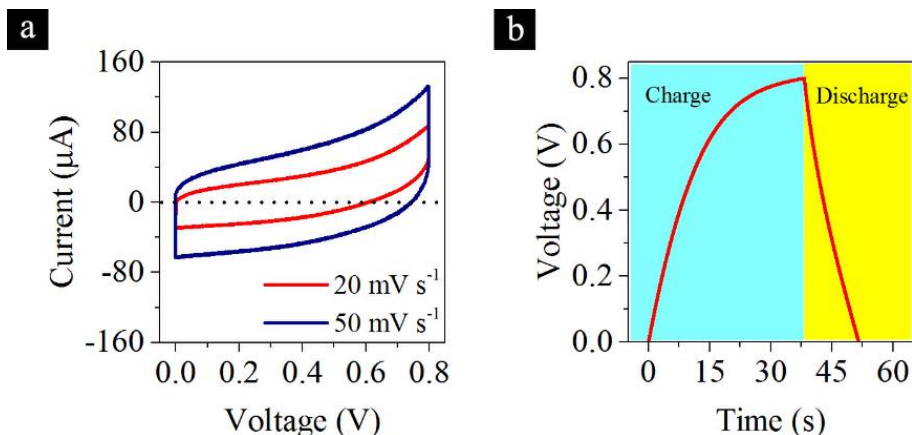 a
160
80
0
-80
-160
Current (μA)
20 mV s⁻¹
50 mV s⁻¹
0.0 0.2 0.4 0.6 0.8
Voltage (V)
b
0.8
0.6
0.4
0.2
0.0
Voltage (V)
Charge
Discharge
0 15 30 45 60
Time (s)